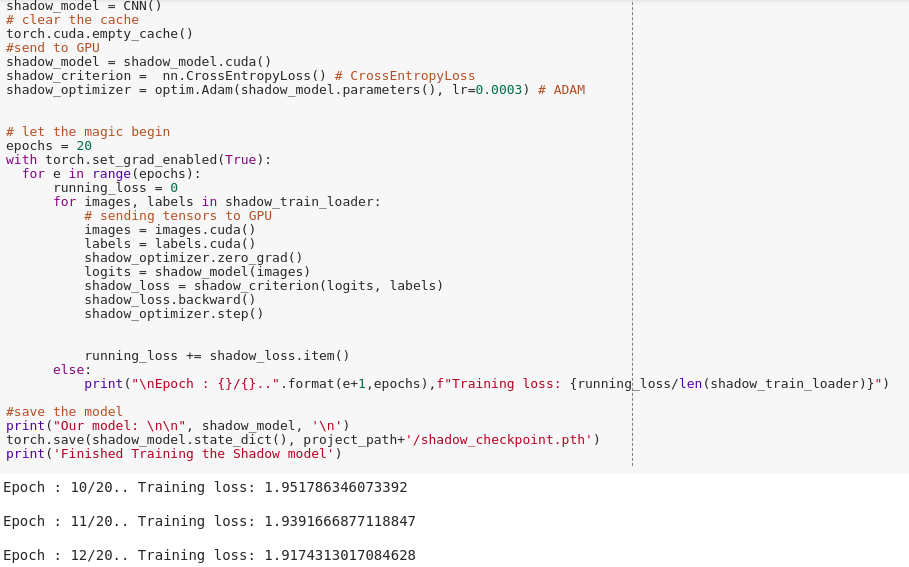 shadow_model = CNN()
# clear the cache
torch.cuda.empty_cache()
#send to GPU
shadow_model = shadow_model.cuda()
shadow_criterion =  nn.CrossEntropyLoss() # CrossEntropyLoss
shadow_optimizer = optim.Adam(shadow_model.parameters(), lr=0.0003) # ADAM
# let the magic begin
epochs = 20
with torch.set_grad_enabled(True):
  for e in range(epochs):
      running_loss = 0
      for images, labels in shadow_train_loader:
          # sending tensors to GPU
          images = images.cuda()
          labels = labels.cuda()
          shadow_optimizer.zero_grad()
          logits = shadow_model(images)
          shadow_loss = shadow_criterion(logits, labels)
          shadow_loss.backward()
          shadow_optimizer.step()
          running_loss += shadow_loss.item()
      else:
          print("\nEpoch : {}/{}..".format(e+1,epochs),f"Training loss: {running_loss/len(shadow_train_loader)}")
#save the model
print("Our model: \n\n", shadow_model, '\n')
torch.save(shadow_model.state_dict(), project_path+'/shadow_checkpoint.pth')
print('Finished Training the Shadow model')
Epoch : 10/20.. Training loss: 1.951786346073392
Epoch : 11/20.. Training loss: 1.9391666877118847
Epoch : 12/20.. Training loss: 1.9174313017084628